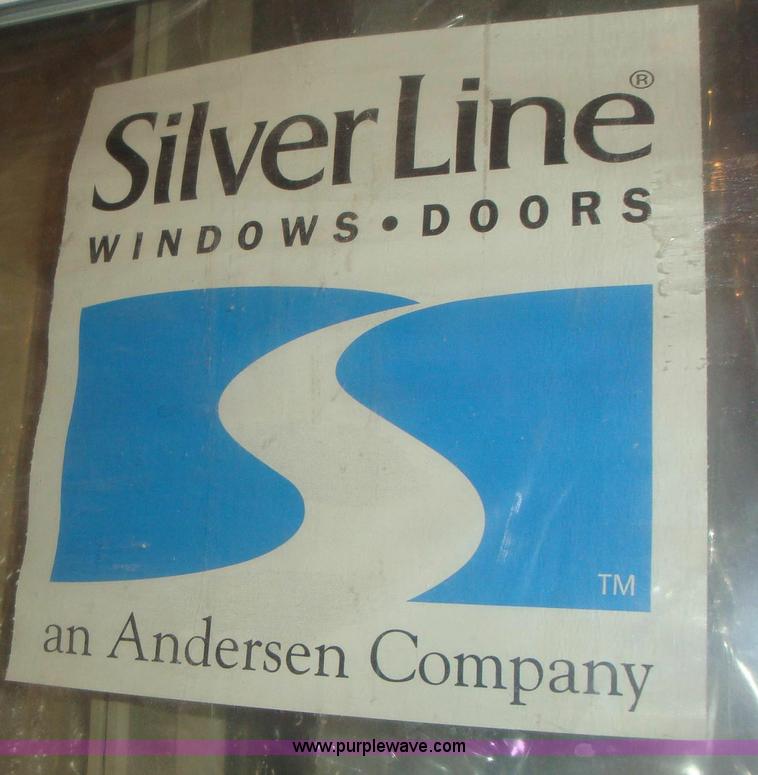 SilverLine®
WINDOWS • DOORS
TM
an Andersen Company
www.purplewave.com